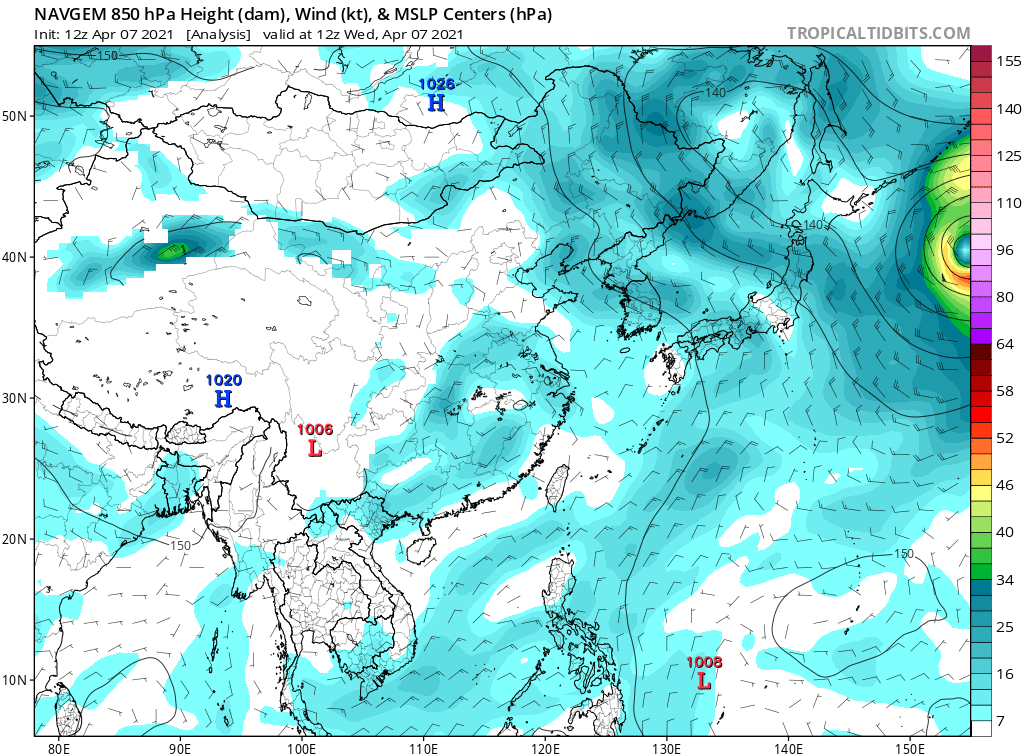 NAVGEM 850 hPa Height (dam), Wind (kt), & MSLP Centers (hPa)
Init: 12z Apr 07 2021 [Analysis] valid at 12z Wed, Apr 07 2021
TROPICALTIDBITS.COM
150
1026
H
140
50N
140
40N
1020
H
30N
1006
L
150
20N
150
1008
L
10N
80E 90E 100E 110E 120E 130E 140E 150E
155
140
125
110
96
80
64
58
52
46
40
34
25
16
7